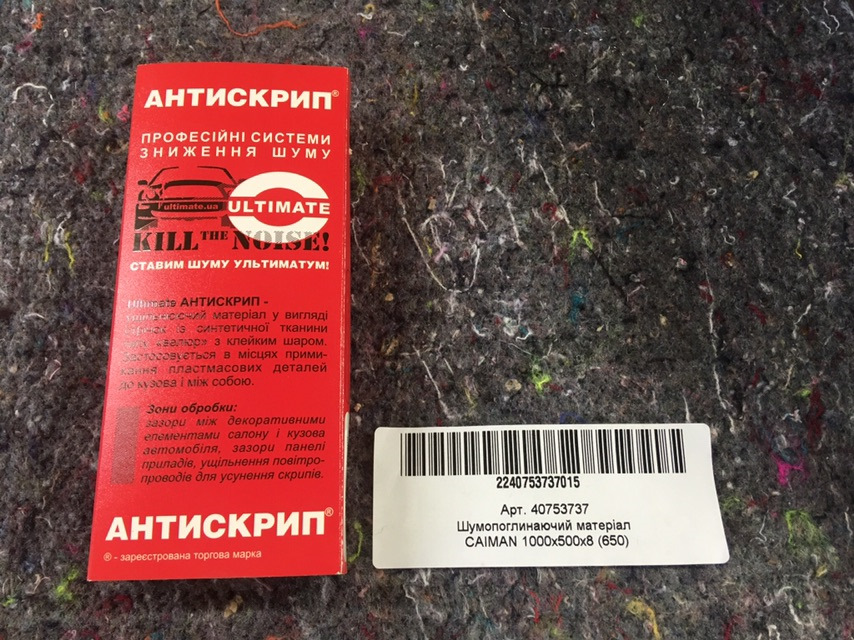 АНТИСКРИП®
ПРОФЕСІЙНІ СИСТЕМИ
ЗНИЖЕННЯ ШУМУ
ultimate.ua
ULTIMATE
KILL THE NOISE!
СТАВИМ ШУМУ УЛЬТИМАТУМ!
Ultimate АНТИСКРИП -
матеріал у вигляді
із синтетичної тканини
«велюр» з клейким шаром.
Застосовується в місцях прими-
кання пластмасових деталей
до кузова і між собою.
Зони обробки:
зазори між декоративними
елементами салону і кузова
автомобіля, зазори панелі
приладів, ущільнення повітро-
проводів для усунення скрипів.
АНТИСКРИП®
® - зареєстрована торгова марка
2240753737015
Арт. 40753737
Шумопоглинаючий матеріал
CAIMAN 1000x500x8 (650)